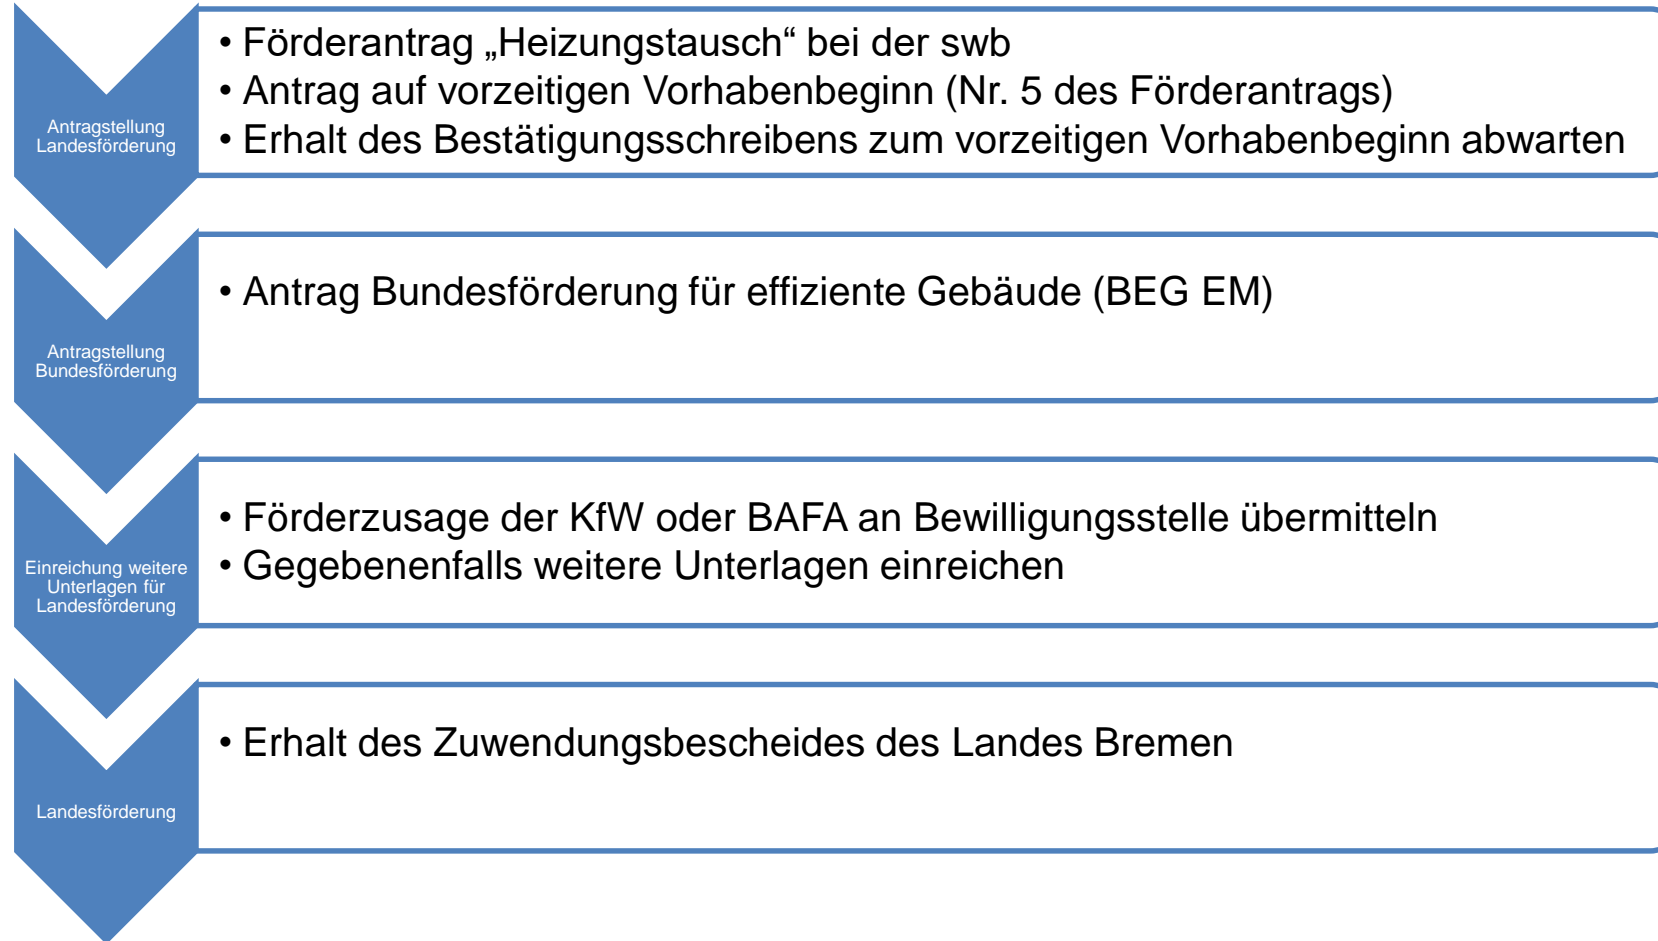 Antragstellung
Landesförderung
• Förderantrag „Heizungstausch“ bei der swb
• Antrag auf vorzeitigen Vorhabenbeginn (Nr. 5 des Förderantrags)
• Erhalt des Bestätigungsschreibens zum vorzeitigen Vorhabenbeginn abwarten
Antragstellung
Bundesförderung
• Antrag Bundesförderung für effiziente Gebäude (BEG EM)
Einreichung weitere
Unterlagen für
Landesförderung
• Förderzusage der KfW oder BAFA an Bewilligungsstelle übermitteln
• Gegebenenfalls weitere Unterlagen einreichen
Landesförderung
• Erhalt des Zuwendungsbescheides des Landes Bremen